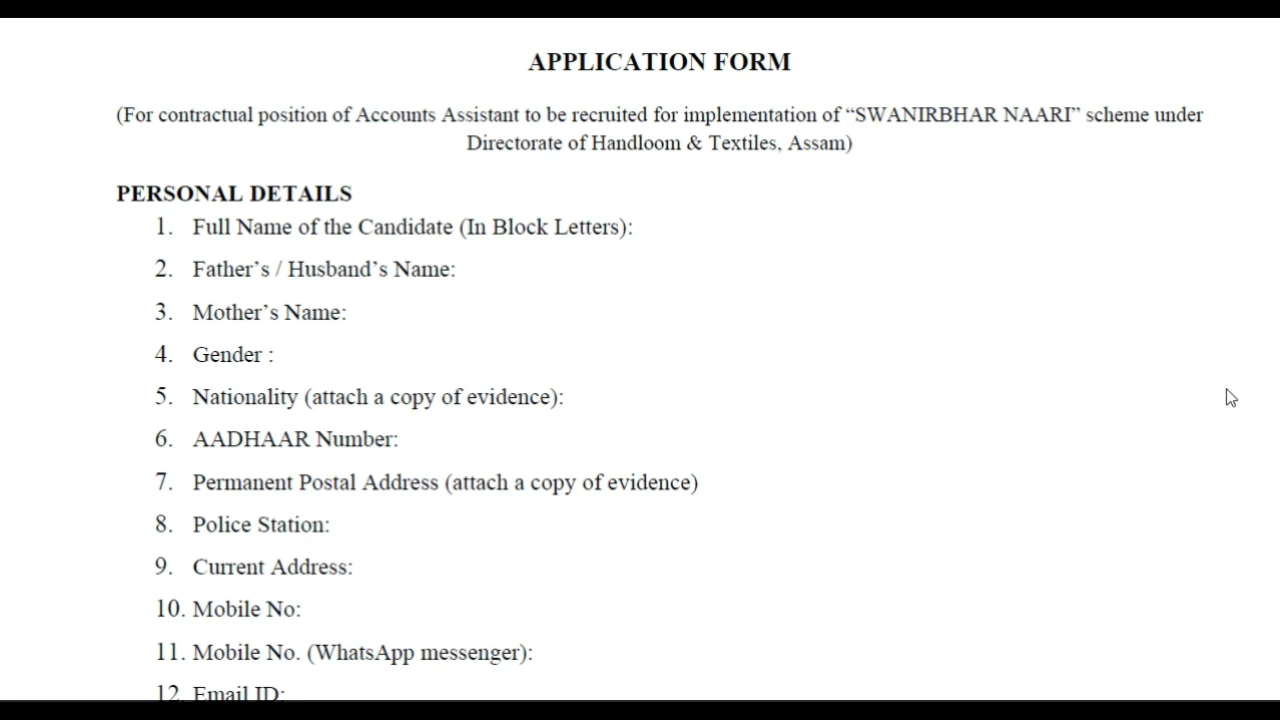 APPLICATION FORM
(For contractual position of Accounts Assistant to be recruited for implementation of “SWANIRBHAR NAARI” scheme under
Directorate of Handloom & Textiles, Assam)
PERSONAL DETAILS
1. Full Name of the Candidate (In Block Letters):
2. Father’s / Husband’s Name:
3. Mother’s Name:
4. Gender :
5. Nationality (attach a copy of evidence):
6. AADHAAR Number:
7. Permanent Postal Address (attach a copy of evidence)
8. Police Station:
9. Current Address:
10. Mobile No:
11. Mobile No. (WhatsApp messenger):
12. Email ID: